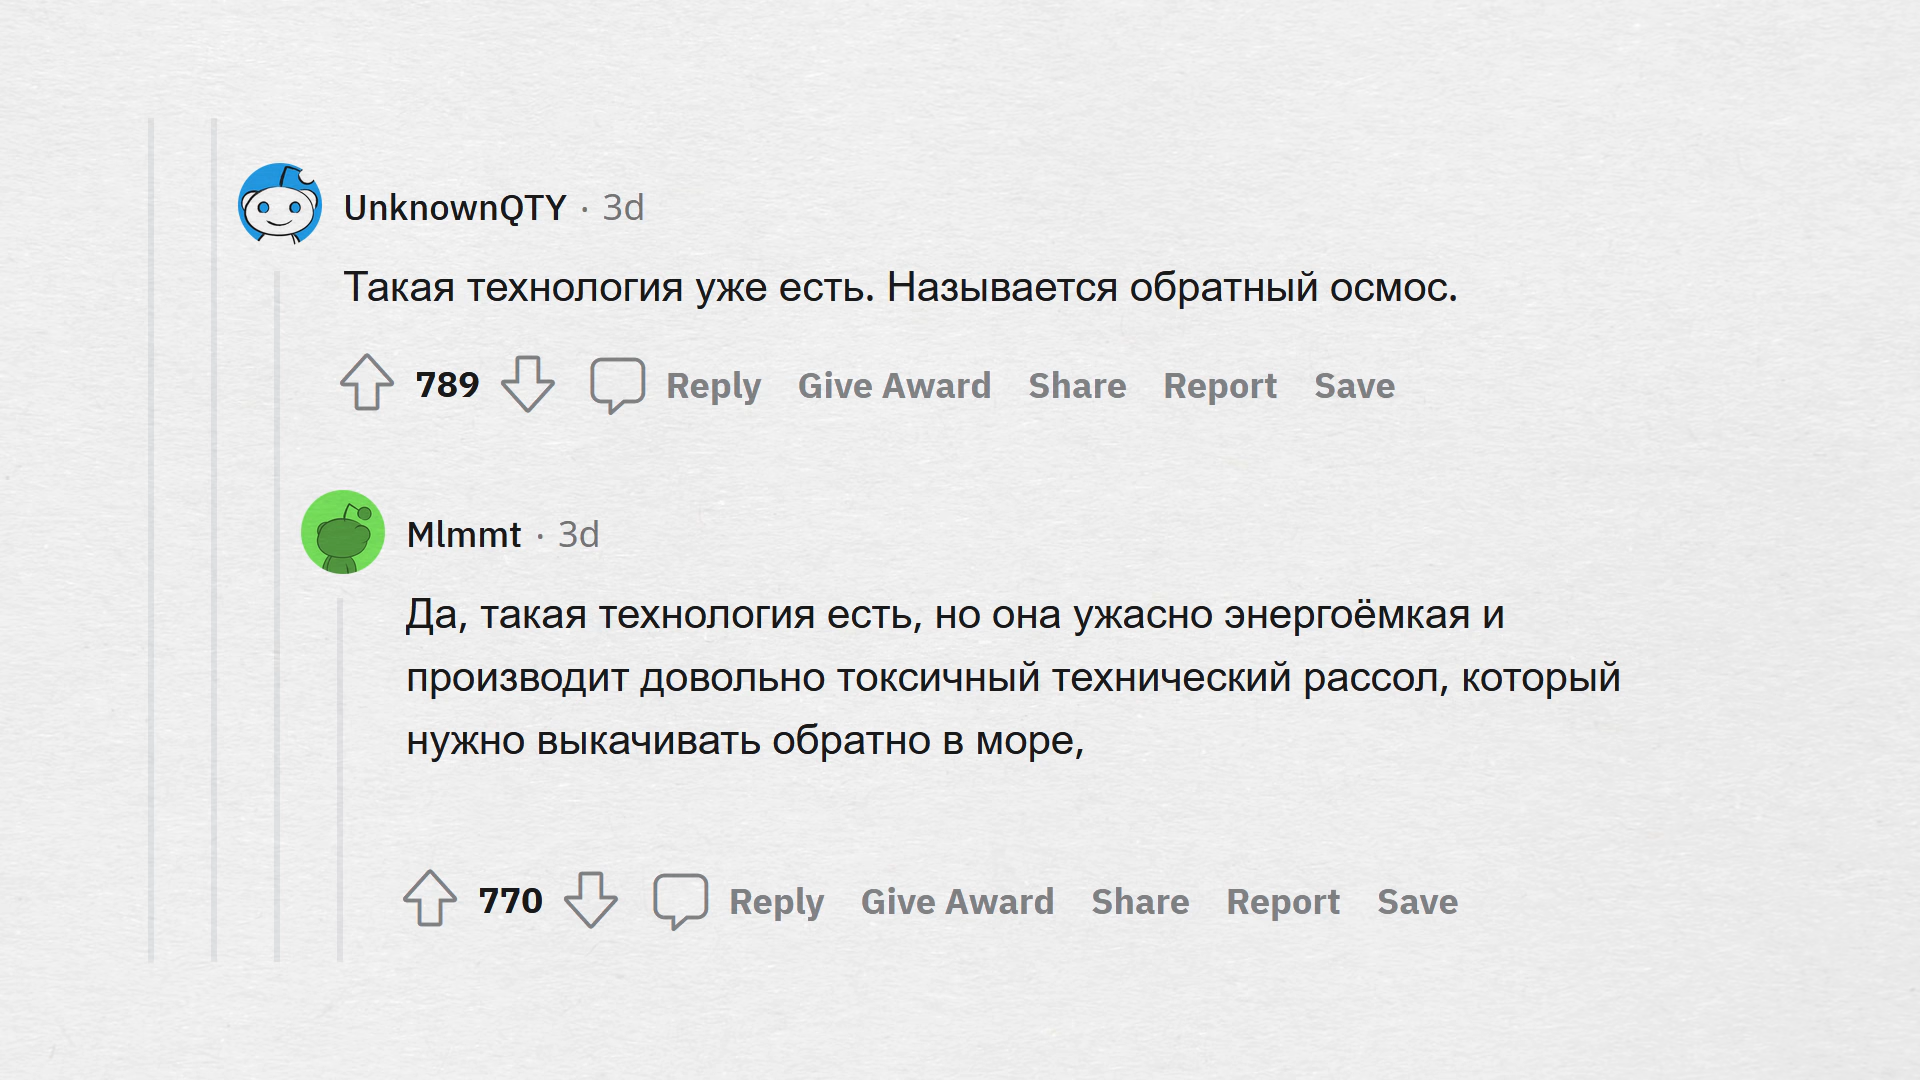 UnknownQTY · 3d
Такая технология уже есть. Называется обратный осмос.
789 Reply Give Award Share Report Save
Mlmmt · 3d
Да, такая технология есть, но она ужасно энергоёмкая и
производит довольно токсичный технический рассол, который
нужно выкачивать обратно в море,
770 Reply Give Award Share Report Save